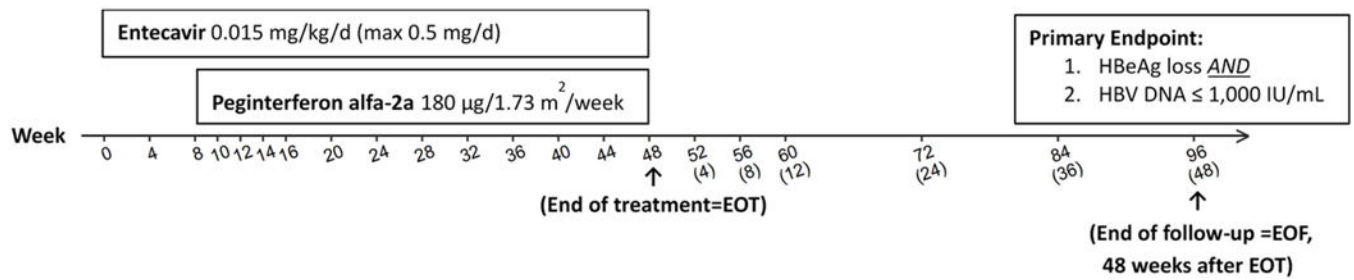 Entecavir 0.015 mg/kg/d (max 0.5 mg/d)
Peginterferon alfa-2a 180 µg/1.73 m²/week
Primary Endpoint:
1. HBeAg loss AND
2. HBV DNA ≤ 1,000 IU/mL
Week
0 4 8 10 12 14 16 20 24 28 32 36 40 44 48 52 56 60 72 84 96
(4) (8) (12) (24) (36) (48)
(End of treatment=EOT)
(End of follow-up =EOF,
48 weeks after EOT)